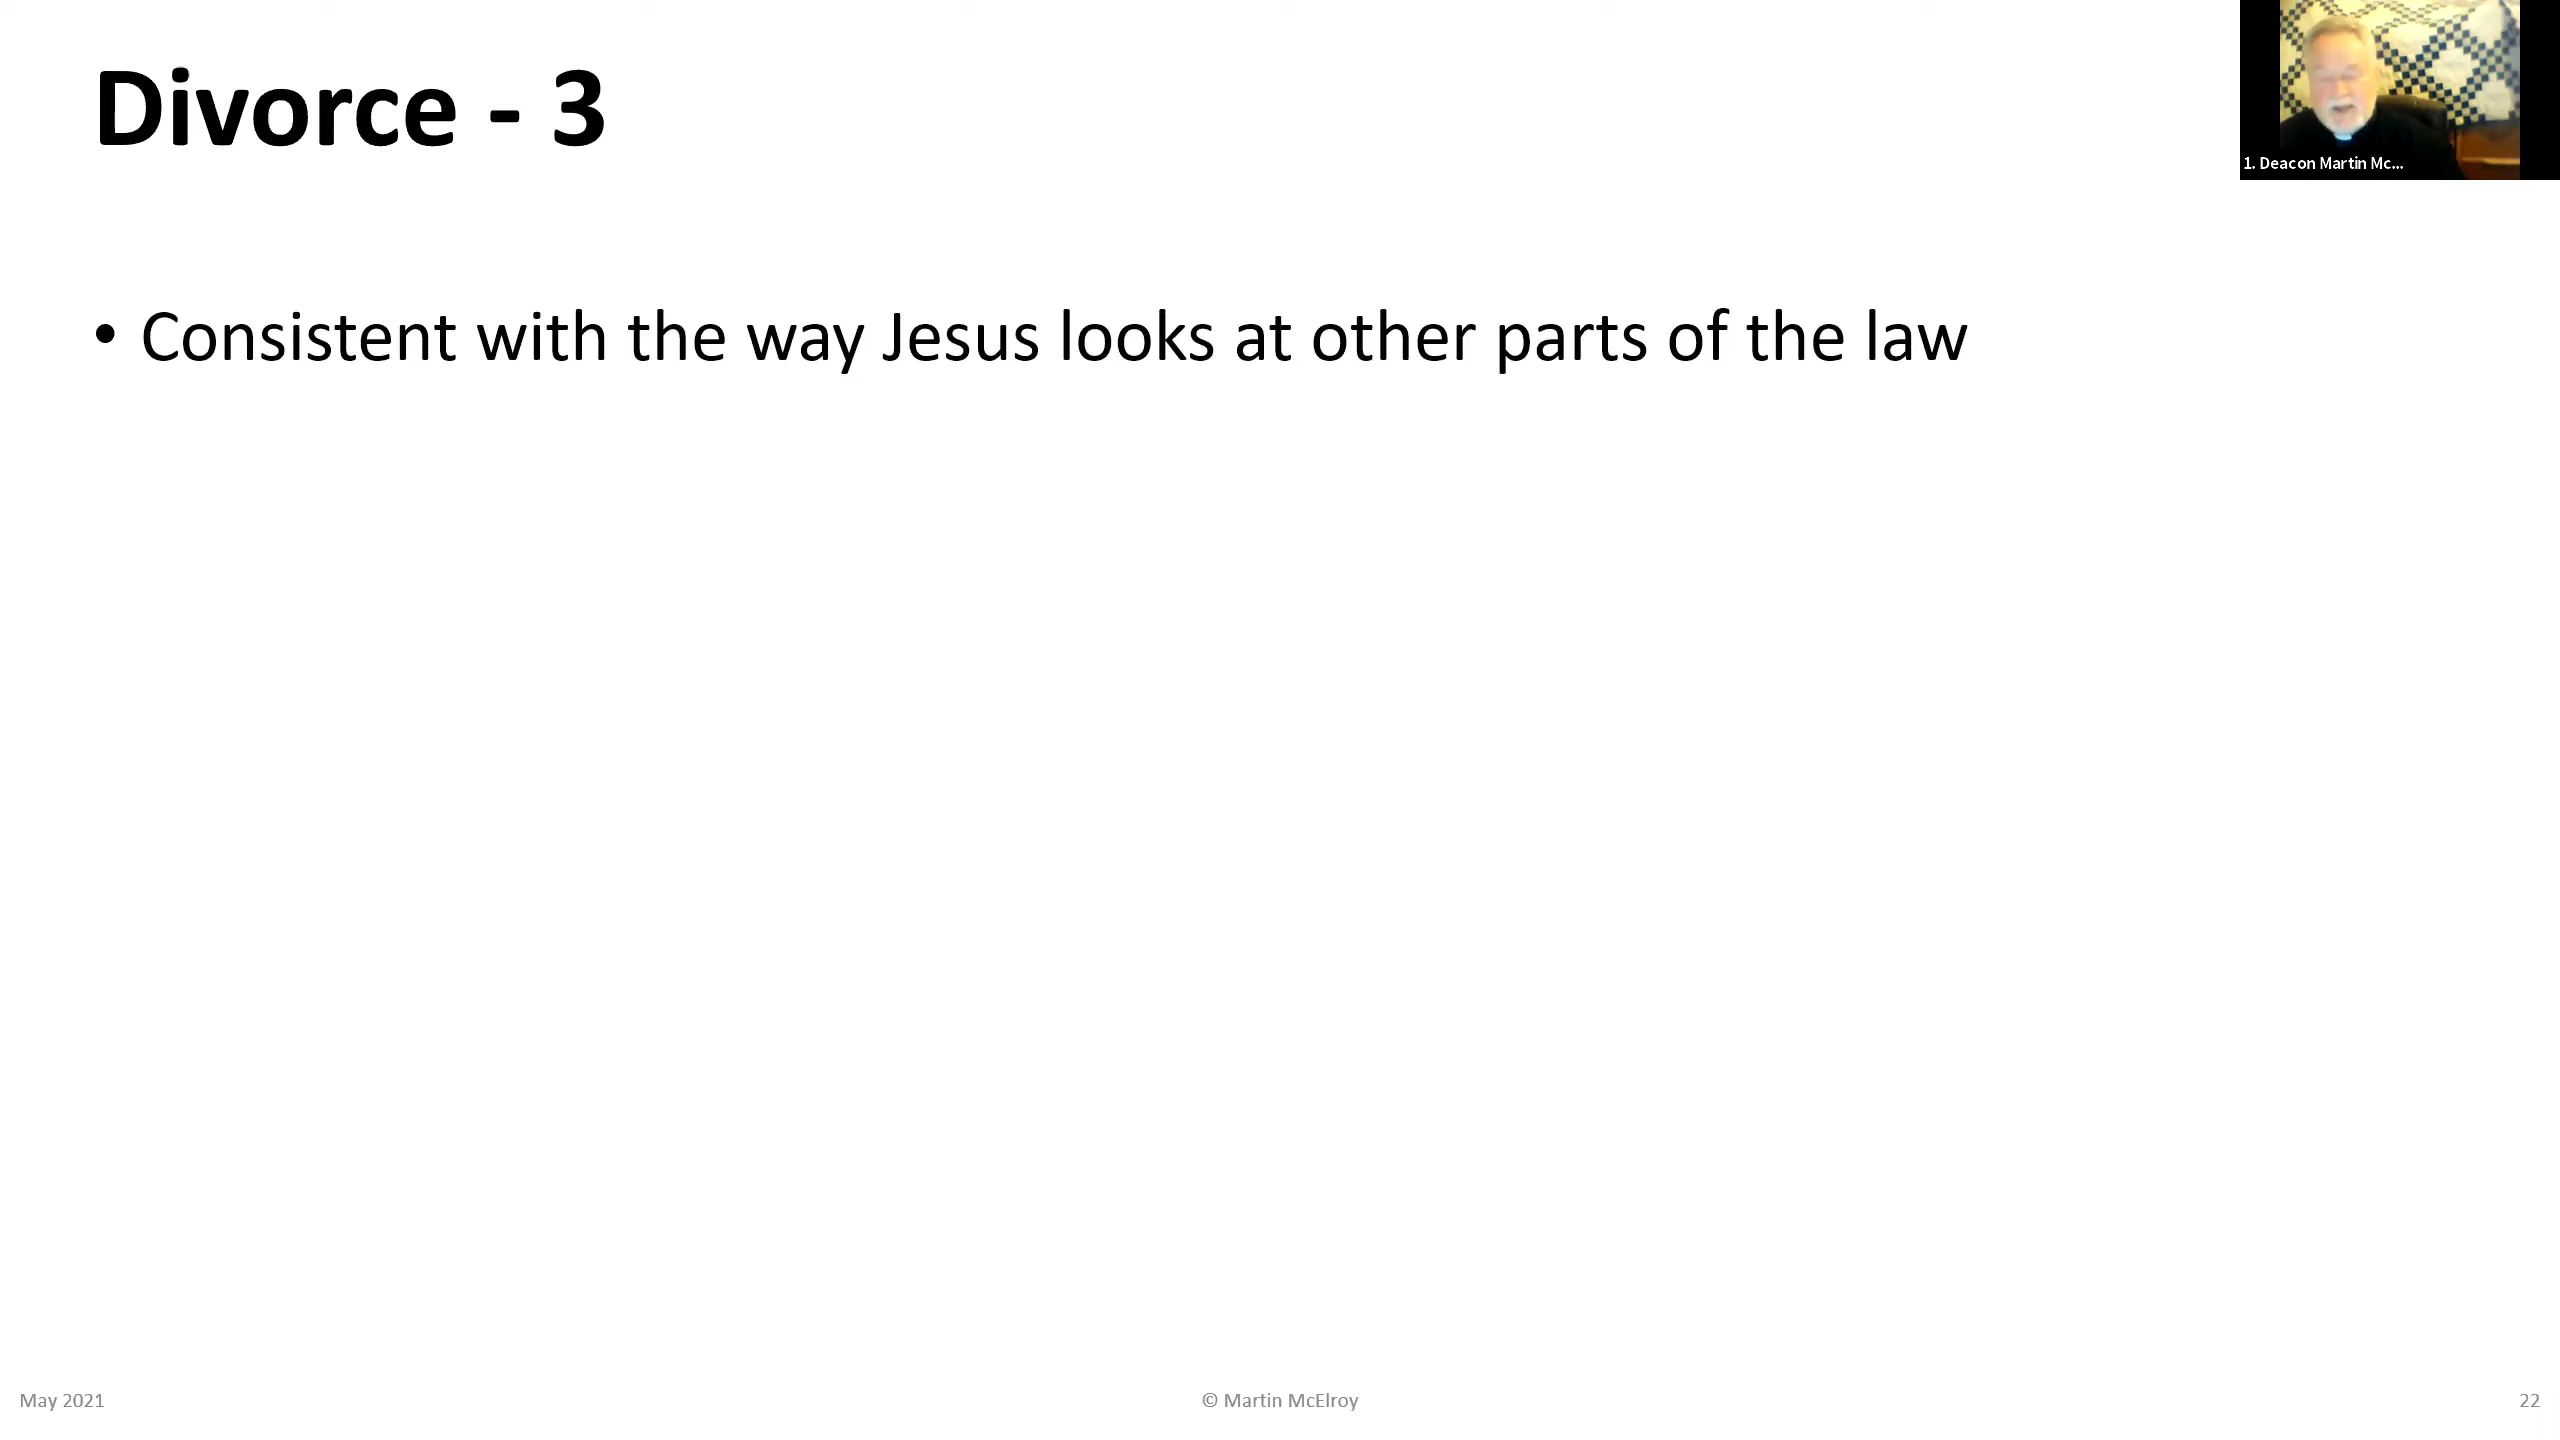 Divorce - 3
1. Deacon Martin Mc...
• Consistent with the way Jesus looks at other parts of the law
May 2021
© Martin McElroy
22